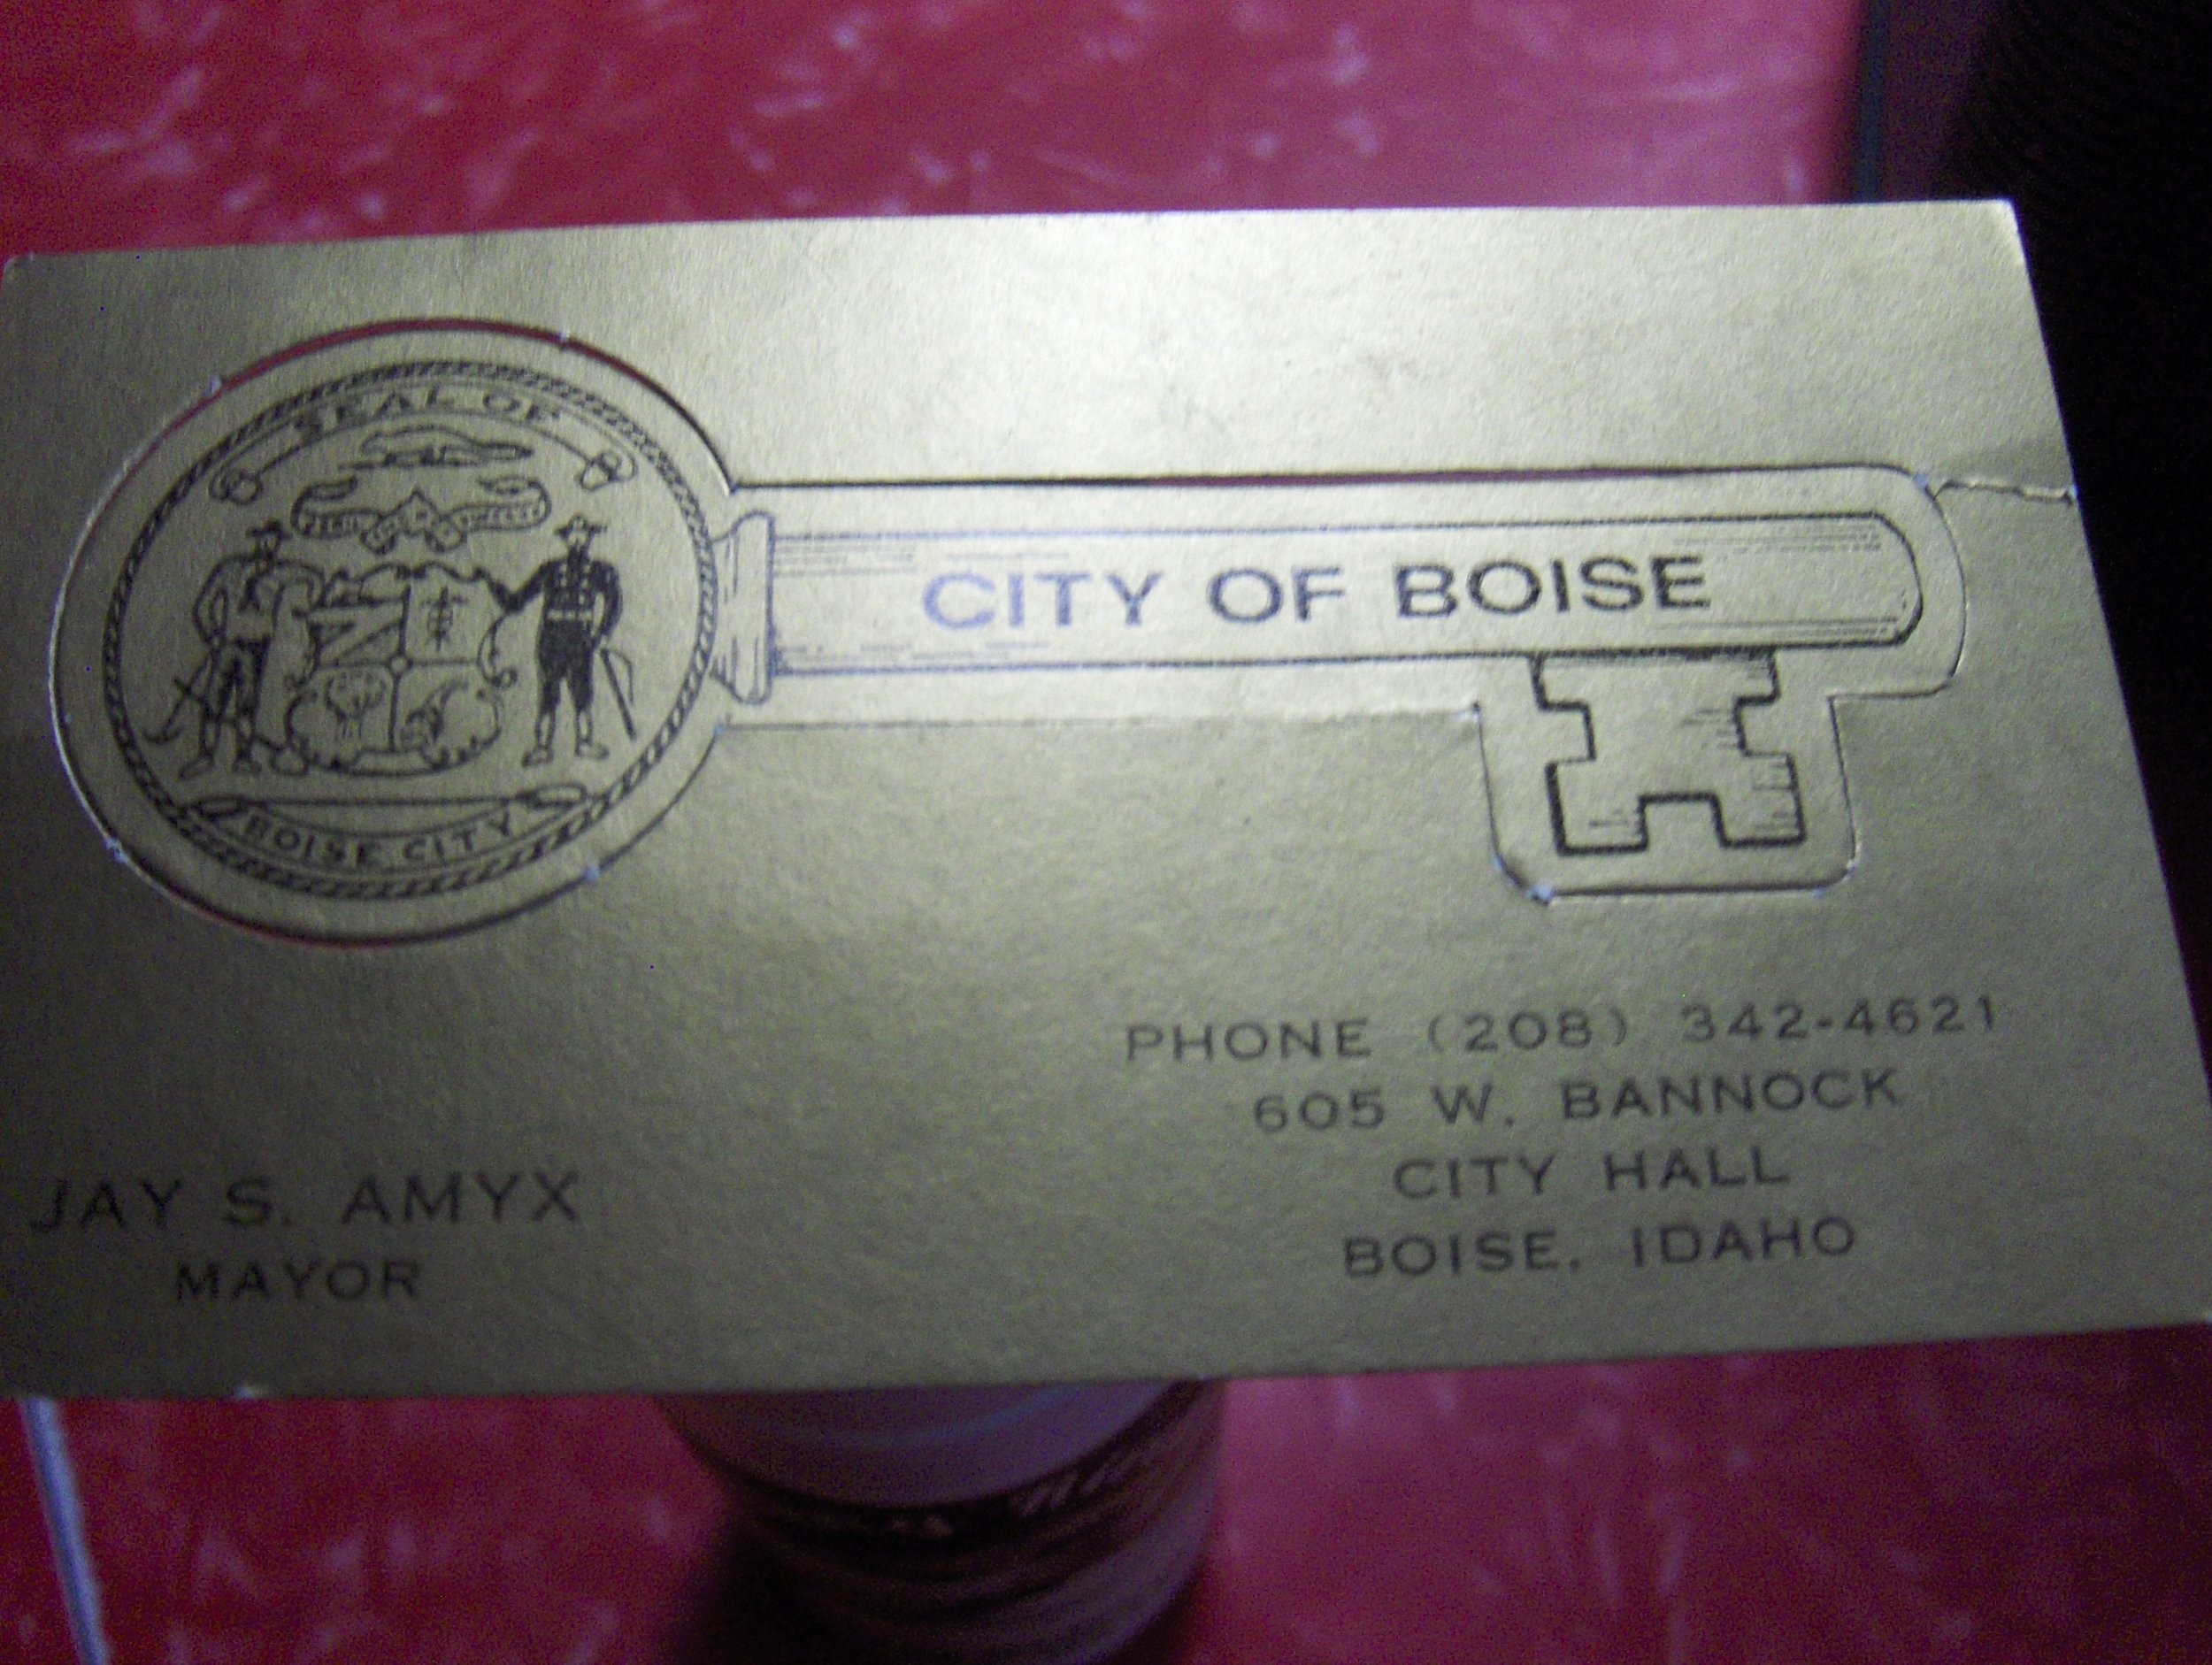 SEAL OF
CITY OF BOISE
BOISE CITY
PHONE (208) 342-4621
605 W. BANNOCK
CITY HALL
BOISE, IDAHO
JAY S. AMYX
MAYOR